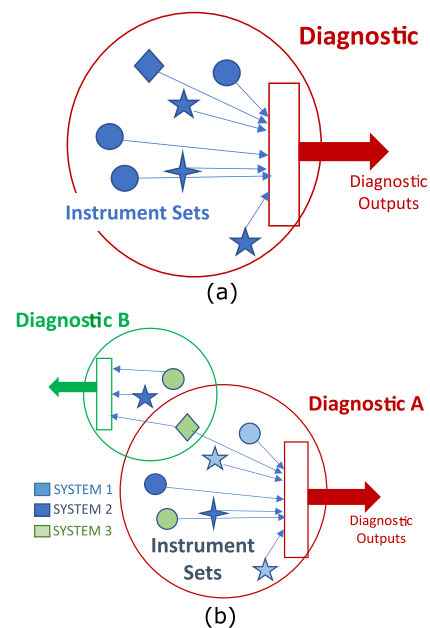 Diagnostic
Diagnostic
Outputs
Instrument Sets
(a)
Diagnostic B
Diagnostic A
SYSTEM 1
SYSTEM 2
SYSTEM 3
Instrument
Sets
Diagnostic
Outputs
(b)